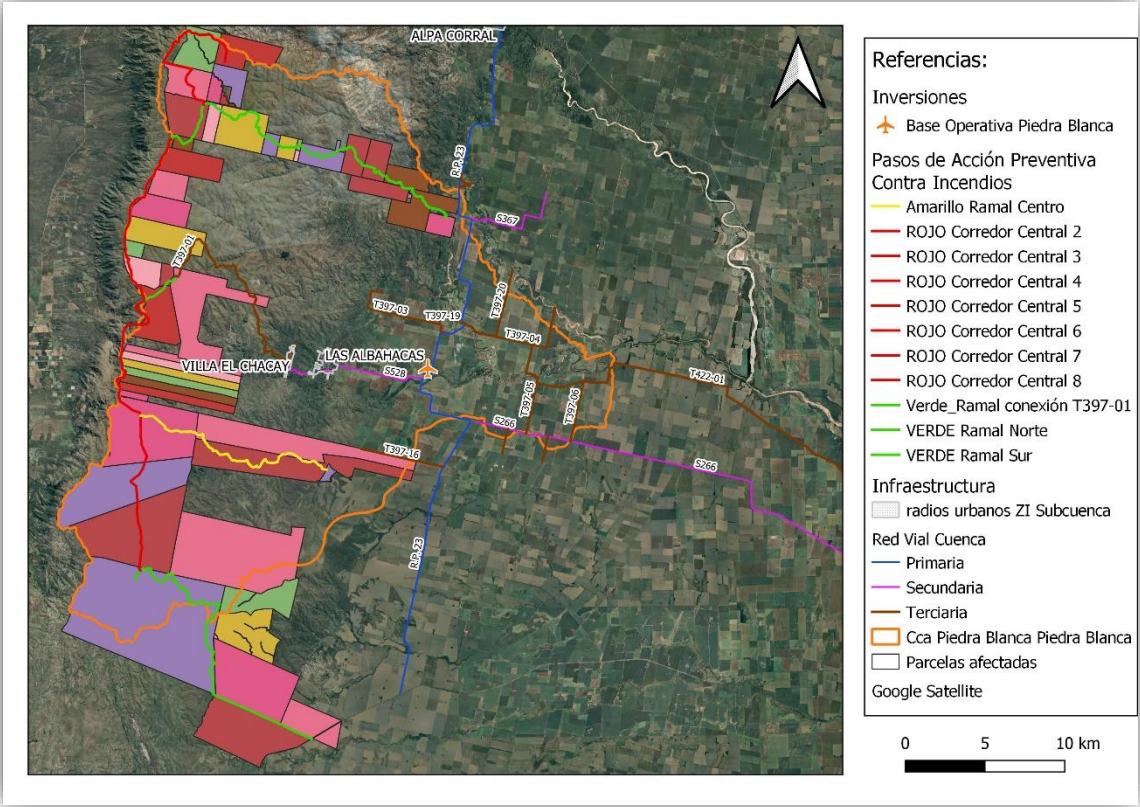 ALPA CORRAL
R.P.23
S367
T397-01
T397-20
T397-03
T397-19
T397-04
VILLA EL CHACAY
LAS ALBAHACAS
S528
T422-01
T397-05
T397-06
S266
T397-16
S266
R.P.23
Referencias:
Inversiones
Base Operativa Piedra Blanca
Pasos de Acción Preventiva
Contra Incendios
Amarillo Ramal Centro
ROJO Corredor Central 2
ROJO Corredor Central 3
ROJO Corredor Central 4
ROJO Corredor Central 5
ROJO Corredor Central 6
ROJO Corredor Central 7
ROJO Corredor Central 8
Verde_Ramal conexión T397-01
VERDE Ramal Norte
VERDE Ramal Sur
Infraestructura
radios urbanos ZI Subcuenca
Red Vial Cuenca
Primaria
Secundaria
Terciaria
Cca Piedra Blanca Piedra Blanca
Parcelas afectadas
Google Satellite
0 5 10 km